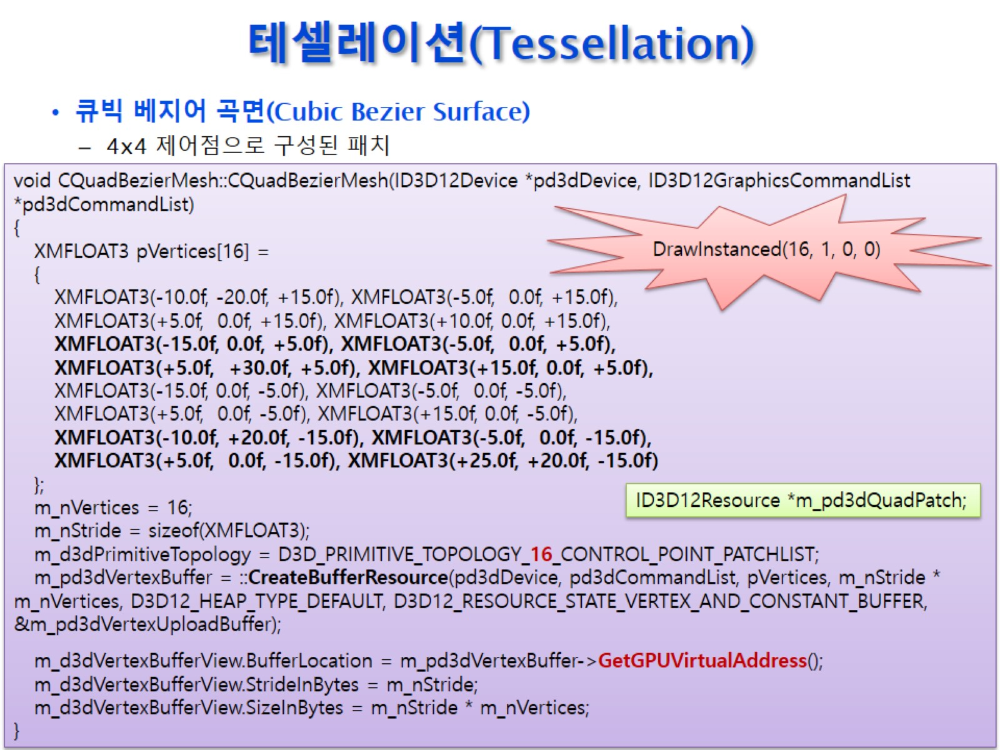 테셀레이션(Tessellation)
• 큐빅 베지어 곡면(Cubic Bezier Surface)
– 4x4 제어점으로 구성된 패치
void CQuadBezierMesh::CQuadBezierMesh(ID3D12Device *pd3dDevice, ID3D12GraphicsCommandList
*pd3dCommandList)
{
XMFLOAT3 pVertices[16] =
{
DrawInstanced(16, 1, 0, 0)
XMFLOAT3(-10.0f, -20.0f, +15.0f), XMFLOAT3(-5.0f, 0.0f, +15.0f),
XMFLOAT3(+5.0f, 0.0f, +15.0f), XMFLOAT3(+10.0f, 0.0f, +15.0f),
XMFLOAT3(-15.0f, 0.0f, +5.0f), XMFLOAT3(-5.0f, 0.0f, +5.0f),
XMFLOAT3(+5.0f, +30.0f, +5.0f), XMFLOAT3(+15.0f, 0.0f, +5.0f),
XMFLOAT3(-15.0f, 0.0f, -5.0f), XMFLOAT3(-5.0f, 0.0f, -5.0f),
XMFLOAT3(+5.0f, 0.0f, -5.0f), XMFLOAT3(+15.0f, 0.0f, -5.0f),
XMFLOAT3(-10.0f, +20.0f, -15.0f), XMFLOAT3(-5.0f, 0.0f, -15.0f),
XMFLOAT3(+5.0f, 0.0f, -15.0f), XMFLOAT3(+25.0f, +20.0f, -15.0f)
};
ID3D12Resource *m_pd3dQuadPatch;
m_nVertices = 16;
m_nStride = sizeof(XMFLOAT3);
m_d3dPrimitiveTopology = D3D_PRIMITIVE_TOPOLOGY_16_CONTROL_POINT_PATCHLIST;
m_pd3dVertexBuffer = ::CreateBufferResource(pd3dDevice, pd3dCommandList, pVertices, m_nStride *
m_nVertices, D3D12_HEAP_TYPE_DEFAULT, D3D12_RESOURCE_STATE_VERTEX_AND_CONSTANT_BUFFER,
&m_pd3dVertexUploadBuffer);
m_d3dVertexBufferView.BufferLocation = m_pd3dVertexBuffer->GetGPUVirtualAddress();
m_d3dVertexBufferView.StrideInBytes = m_nStride;
m_d3dVertexBufferView.SizeInBytes = m_nStride * m_nVertices;
}